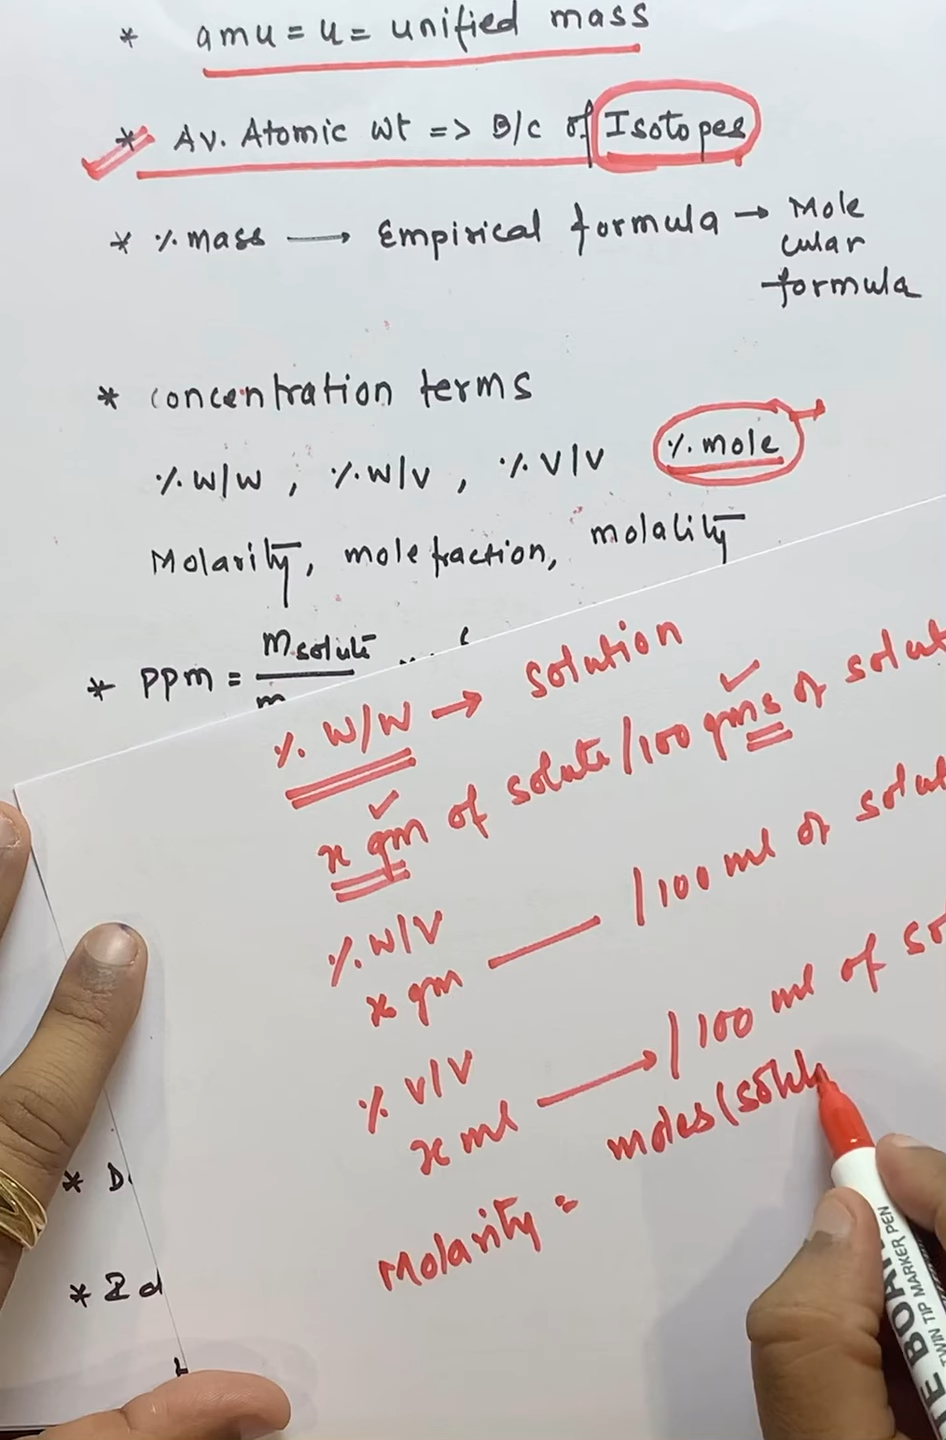 * amu = u = unified mass
* Av. Atomic wt => B/c of Isotopes
* % mass → Empirical formula → Mole
cular
formula
* concentration terms
% w/w , % w/v , % v/v % mole
Molarity, mole fraction, molality
* PPm = m solute
m
% w/w → solution
x gm of solute / 100 gms of solut
% w/v
x gm — / 100 ml of solut
% v/v
x ml → / 100 ml of so
Molarity = moles (solu
* D
* 2 d
TWIN TIP MARKER PEN